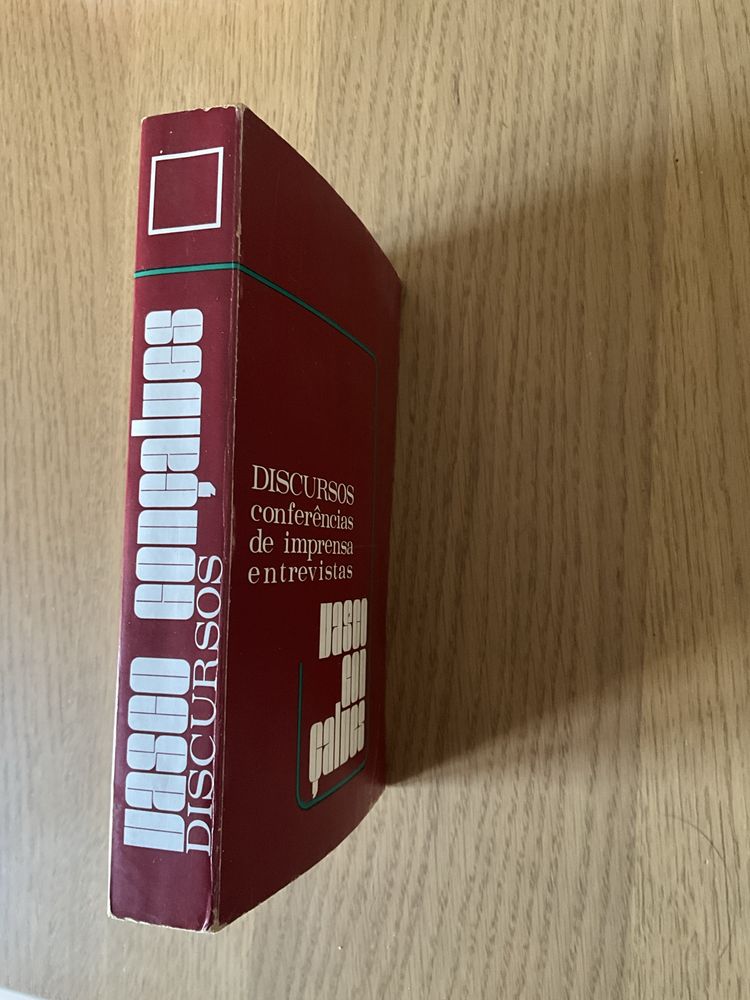 vasco gonçalves
DISCURSOS
DISCURSOS
conferências
de imprensa
entrevistas
vasco
gon
çalves